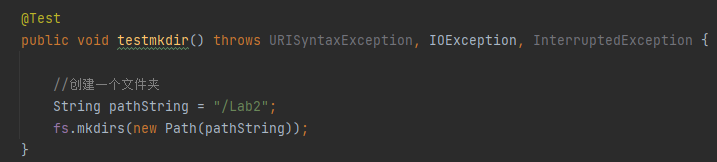 @Test
public void testmkdir() throws URISyntaxException, IOException, InterruptedException {
//创建一个文件夹
String pathString = "/Lab2";
fs.mkdirs(new Path(pathString));
}